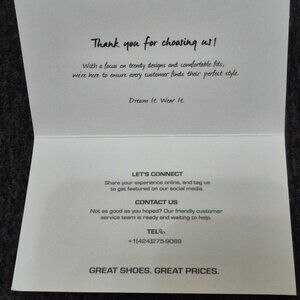 Thank you for choosing us!
With a focus on trendy designs and comfortable fits,
we're here to ensure every customer finds their perfect style.
Dream It. Wear It.
LET'S CONNECT
Share your experience online, and tag us
to get featured on our social media.
CONTACT US
Not as good as you hoped? Our friendly customer
service team is ready and waiting to help.
TEL
+1(424)275-9089
GREAT SHOES. GREAT PRICES.